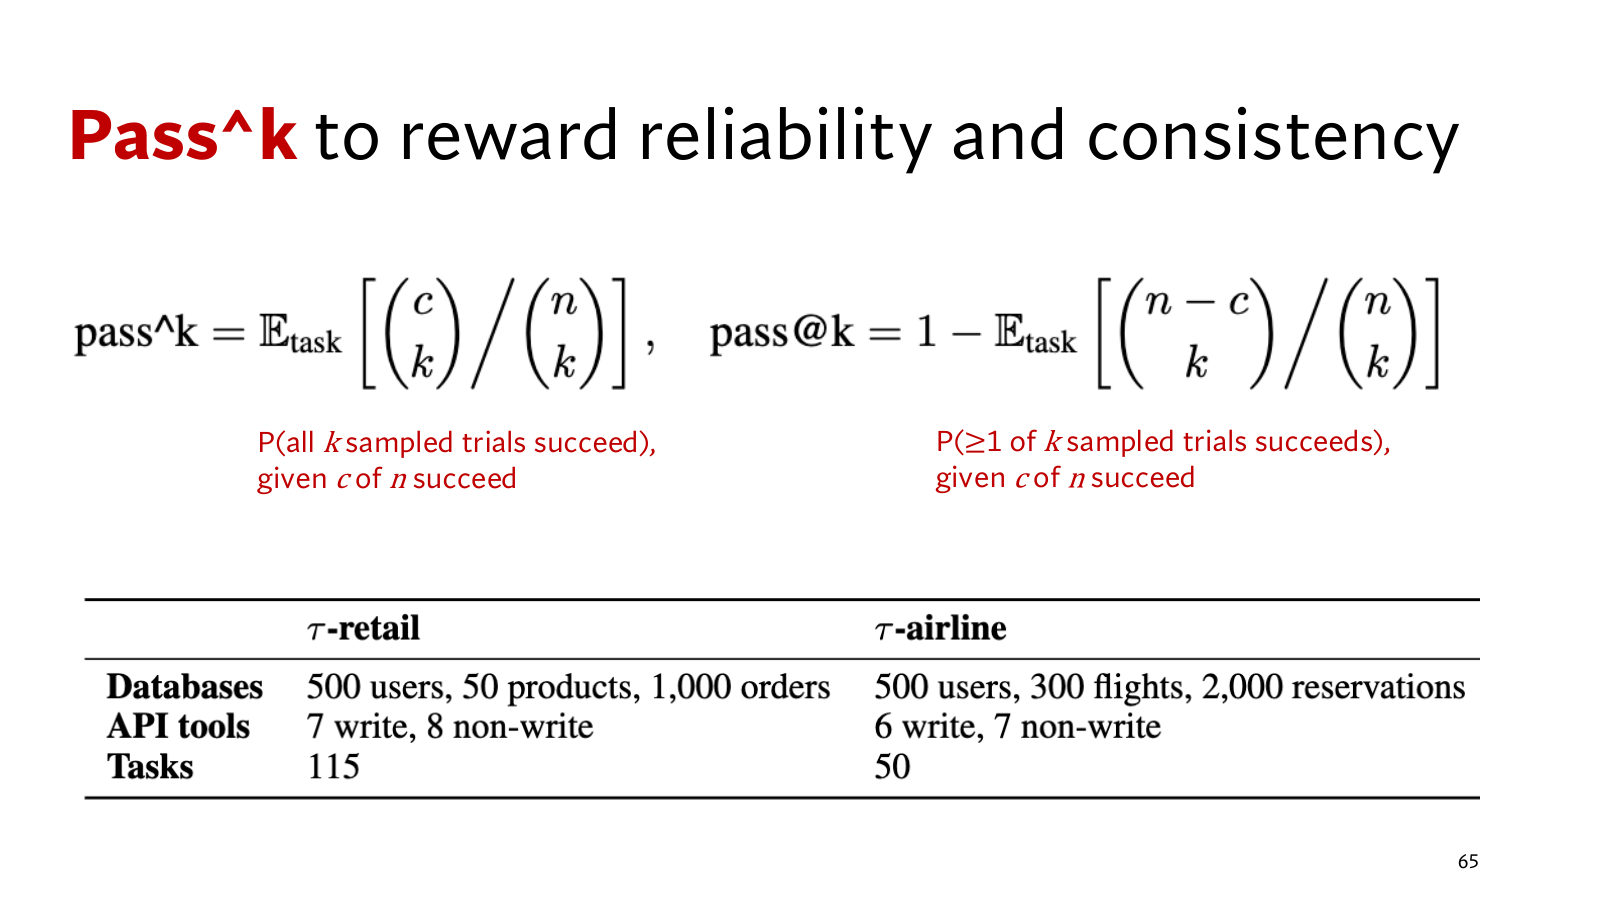 Pass^k to reward reliability and consistency
pass^k = 𝔼task [(c k) / (n k)] ,   pass@k = 1 − 𝔼task [(n − c k) / (n k)]
P(all k sampled trials succeed),
given c of n succeed
P(≥1 of k sampled trials succeeds),
given c of n succeed
τ-retail τ-airline
Databases 500 users, 50 products, 1,000 orders 500 users, 300 flights, 2,000 reservations
API tools 7 write, 8 non-write 6 write, 7 non-write
Tasks 115 50
65